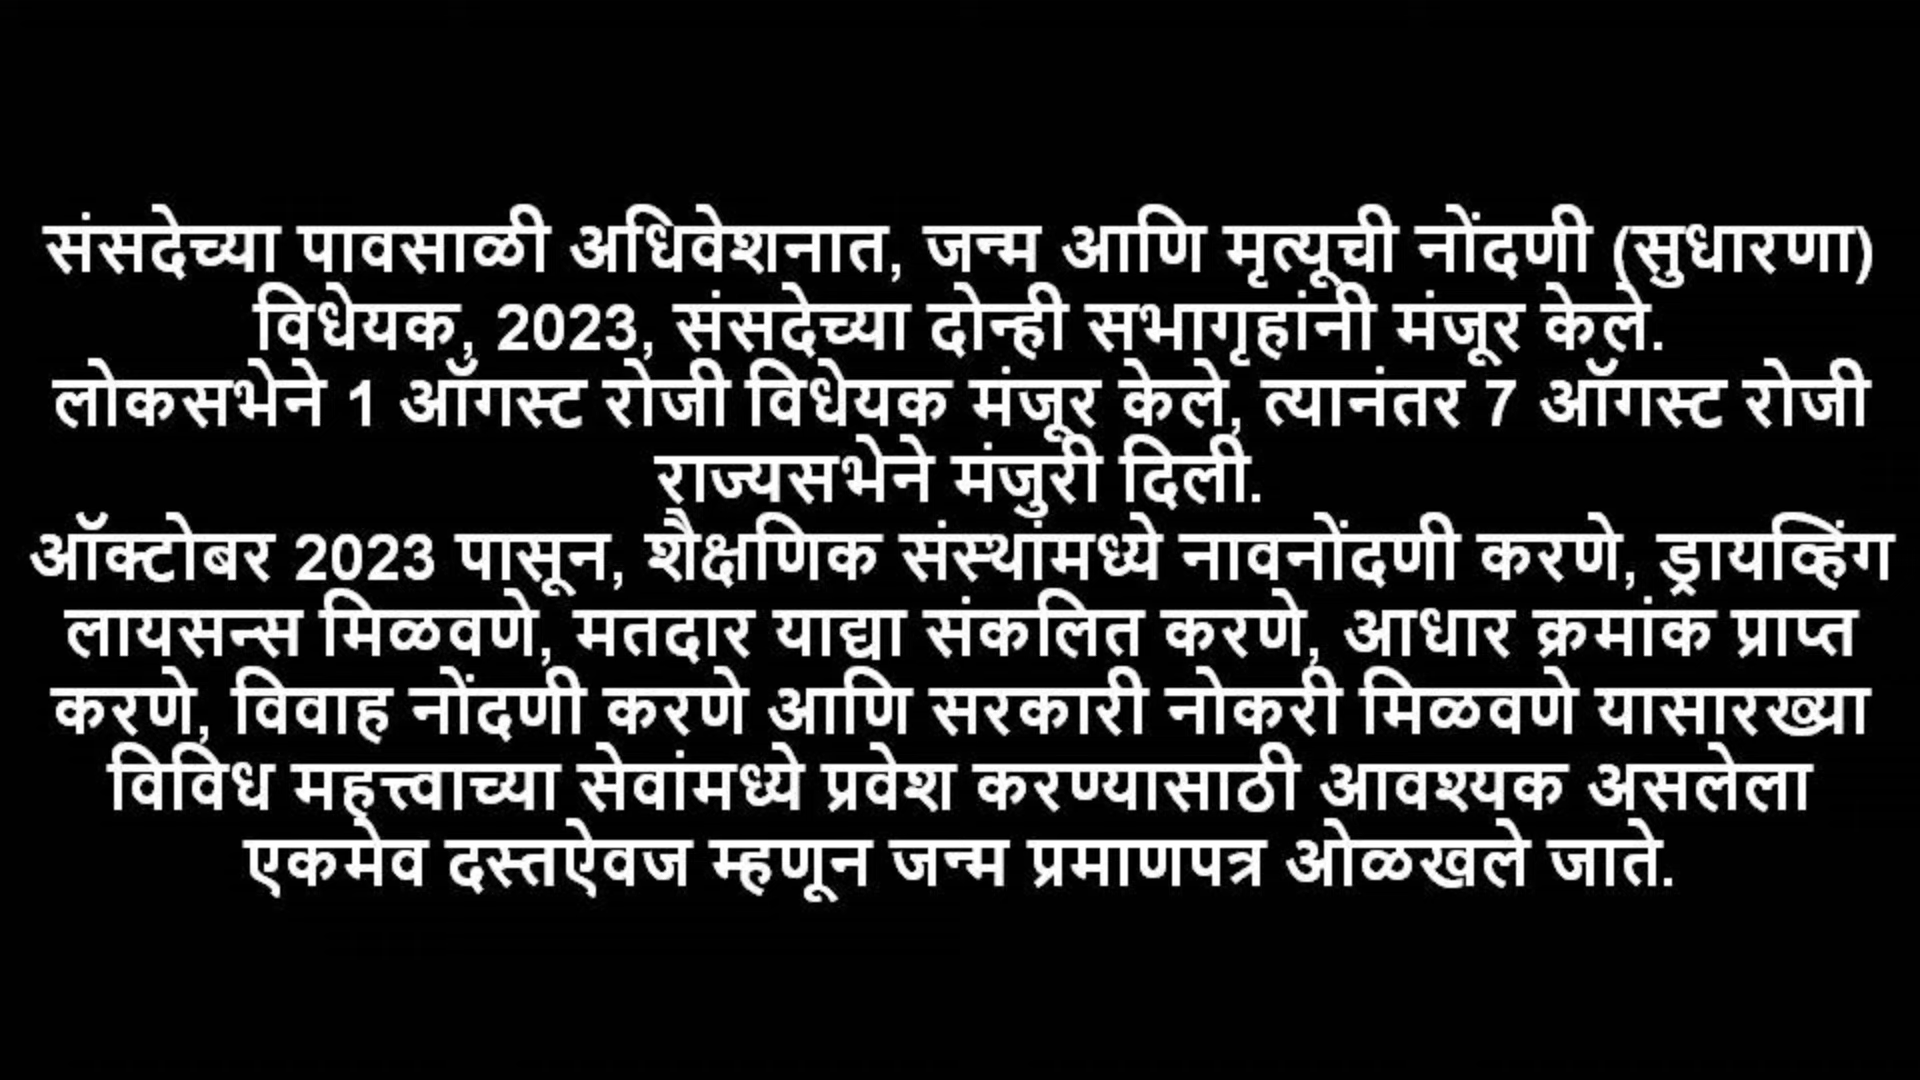 संसदेच्या पावसाळी अधिवेशनात, जन्म आणि मृत्यूची नोंदणी (सुधारणा)
विधेयक, 2023, संसदेच्या दोन्ही सभागृहांनी मंजूर केले.
लोकसभेने 1 ऑगस्ट रोजी विधेयक मंजूर केले, त्यानंतर 7 ऑगस्ट रोजी
राज्यसभेने मंजुरी दिली.
ऑक्टोबर 2023 पासून, शैक्षणिक संस्थांमध्ये नावनोंदणी करणे, ड्रायव्हिंग
लायसन्स मिळवणे, मतदार याद्या संकलित करणे, आधार क्रमांक प्राप्त
करणे, विवाह नोंदणी करणे आणि सरकारी नोकरी मिळवणे यासारख्या
विविध महत्त्वाच्या सेवांमध्ये प्रवेश करण्यासाठी आवश्यक असलेला
एकमेव दस्तऐवज म्हणून जन्म प्रमाणपत्र ओळखले जाते.